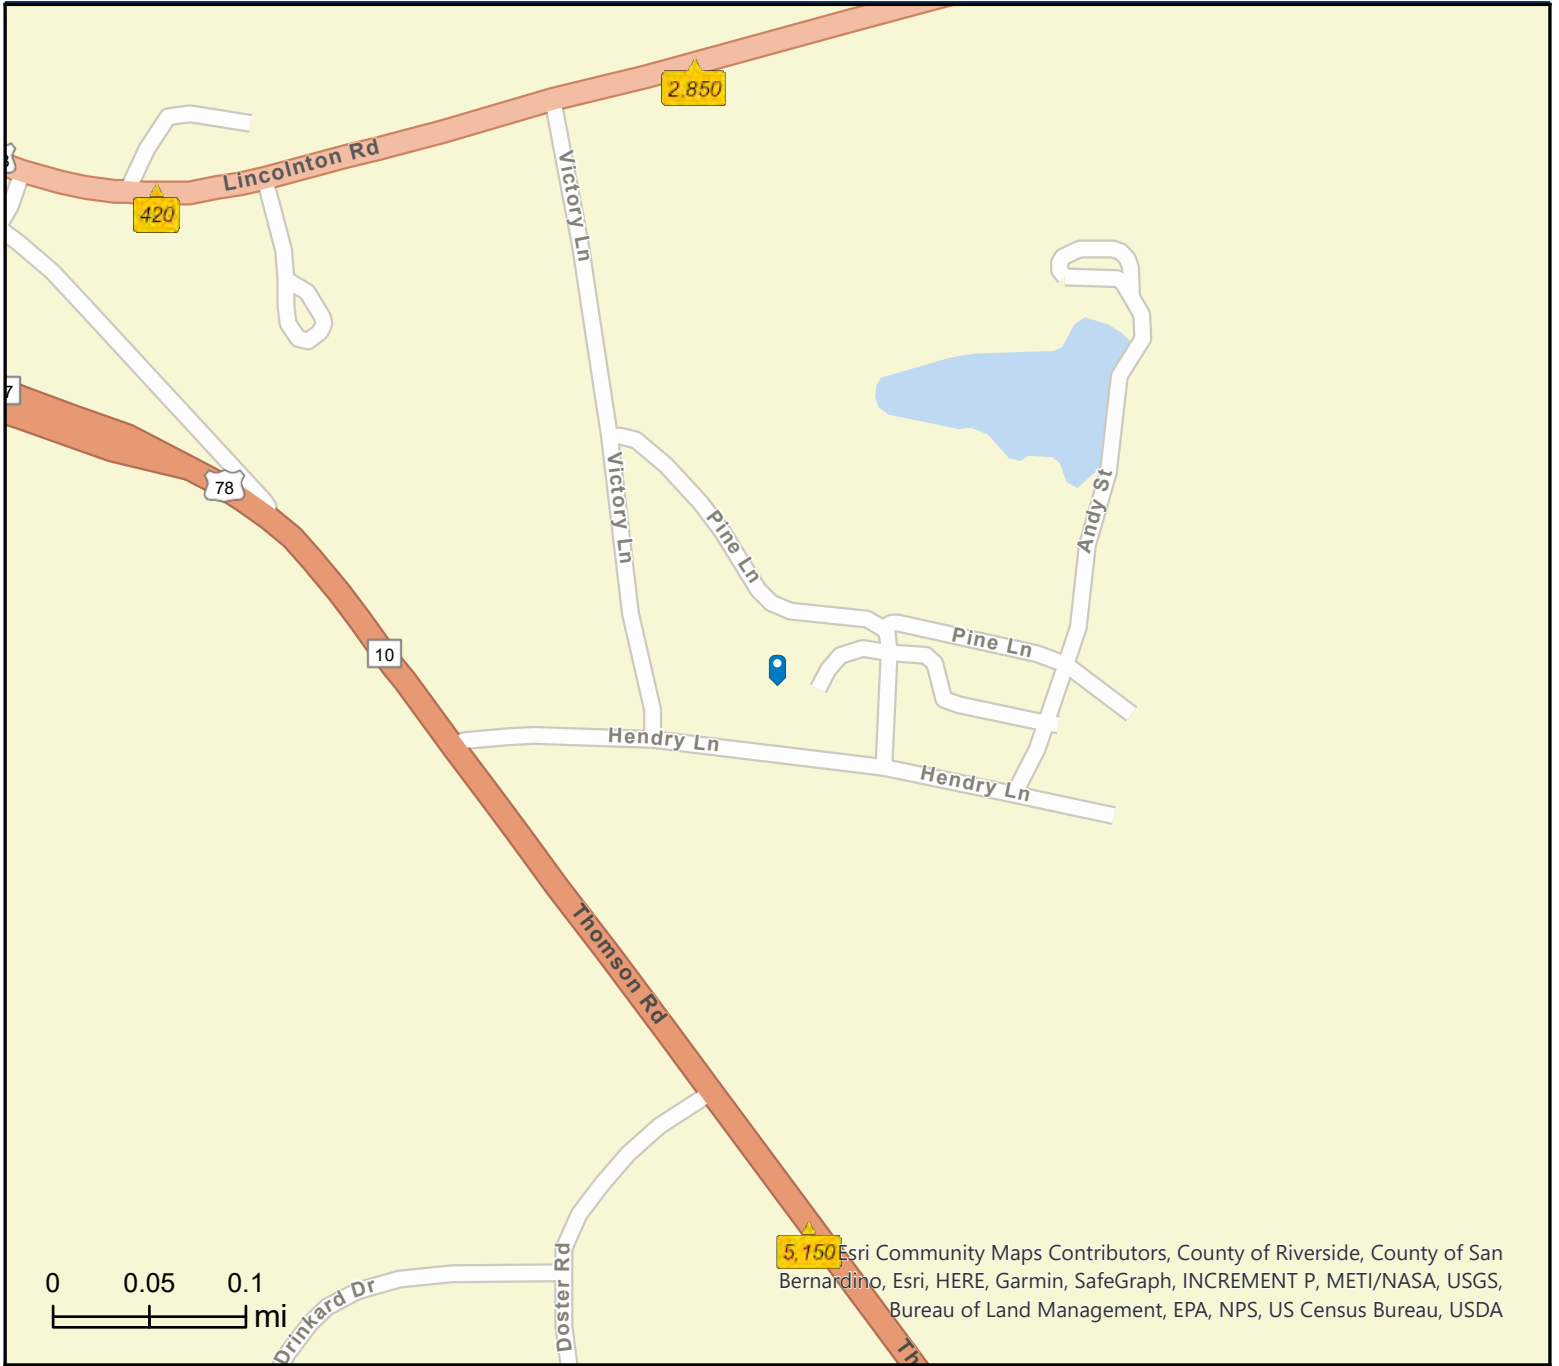 2,850
Lincolnton Rd
420
Victory Ln
7
78
Victory Ln
Pine Ln
Andy St
Pine Ln
10
Hendry Ln
Hendry Ln
Thomson Rd
5,150
Esri Community Maps Contributors, County of Riverside, County of San
Bernardino, Esri, HERE, Garmin, SafeGraph, INCREMENT P, METI/NASA, USGS,
Bureau of Land Management, EPA, NPS, US Census Bureau, USDA
Doster Rd
Drinkard Dr
0 0.05 0.1
mi
Th